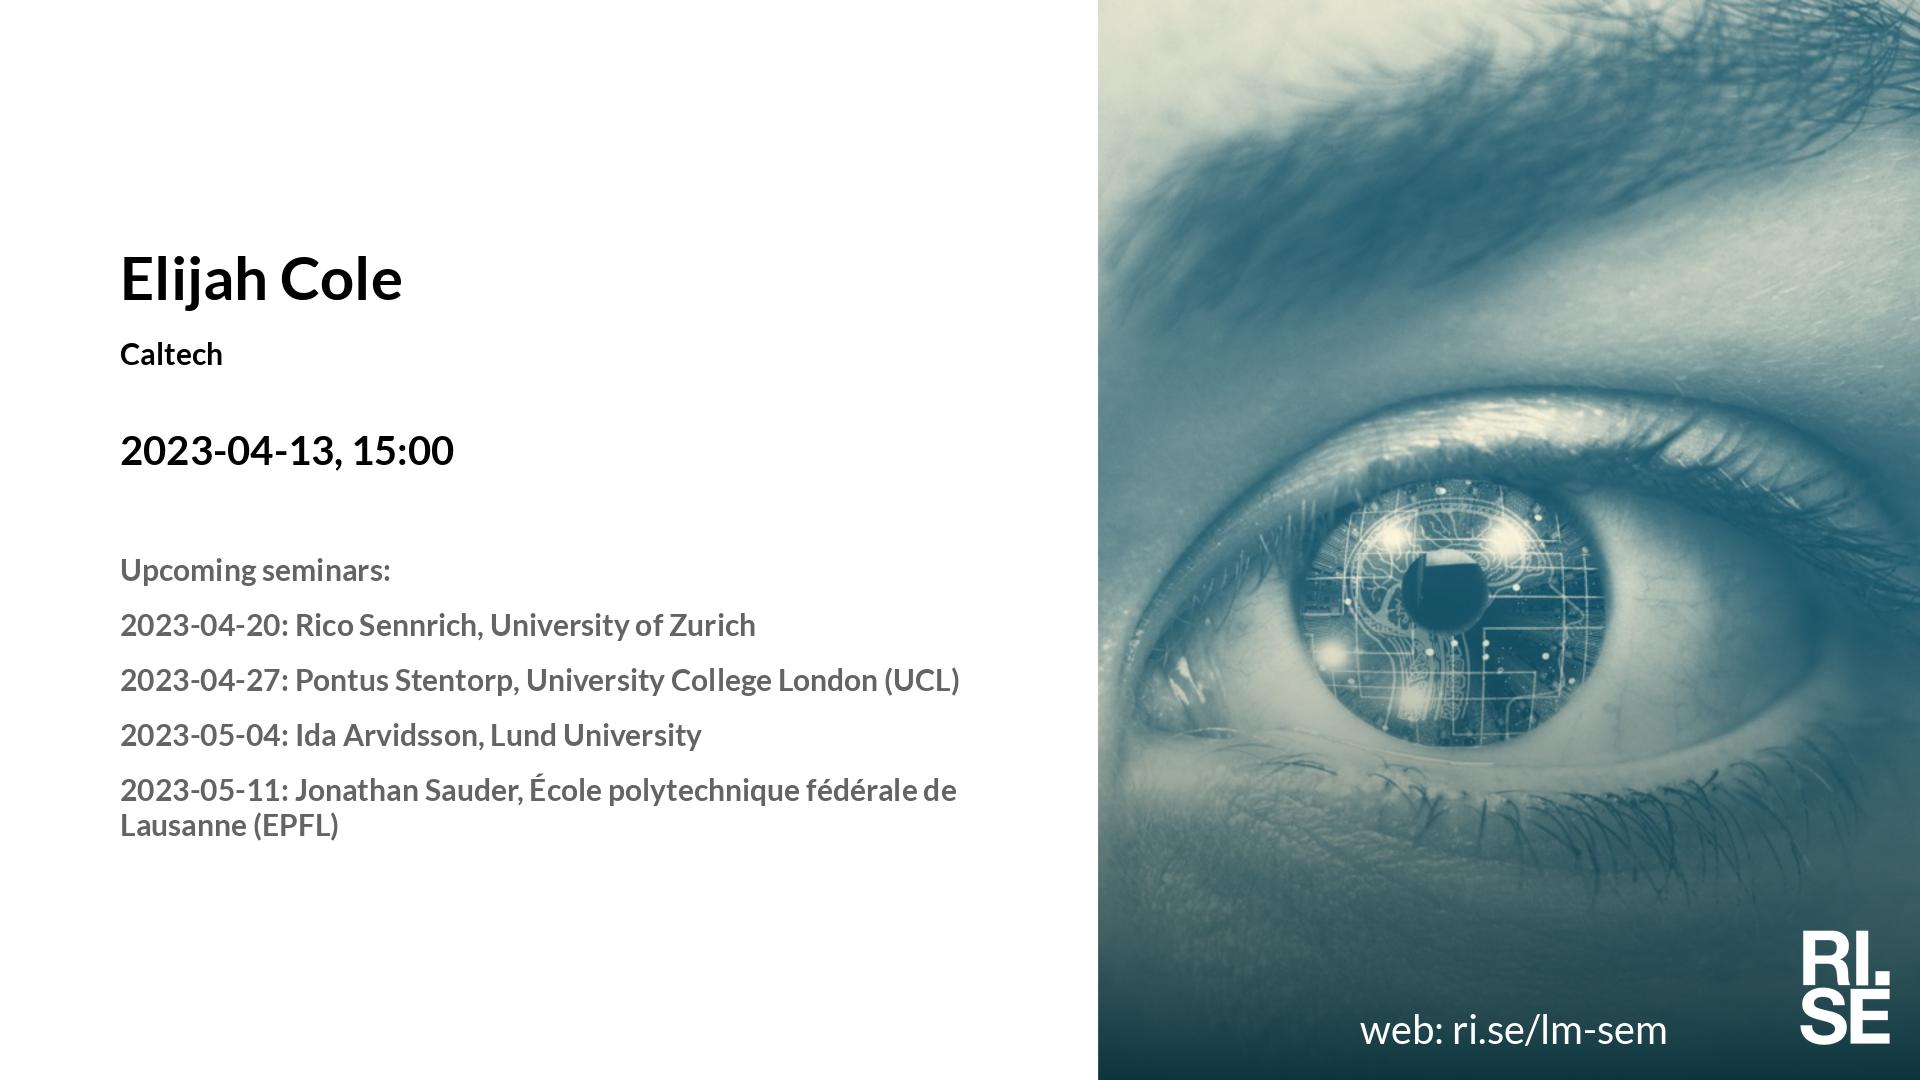 Elijah Cole
Caltech
2023-04-13, 15:00
Upcoming seminars:
2023-04-20: Rico Sennrich, University of Zurich
2023-04-27: Pontus Stentorp, University College London (UCL)
2023-05-04: Ida Arvidsson, Lund University
2023-05-11: Jonathan Sauder, École polytechnique fédérale de
Lausanne (EPFL)
RI.
SE
web: ri.se/lm-sem